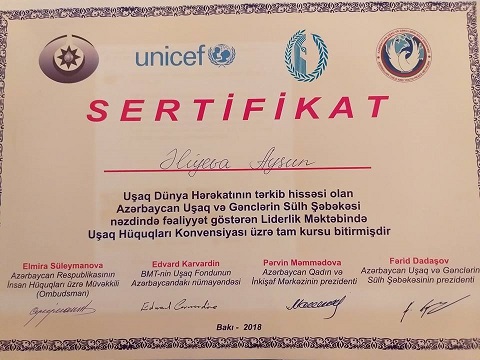 unicef
SERTİFİKAT
Əliyeva Aysun
Uşaq Dünya Hərəkatının tərkib hissəsi olan
Azərbaycan Uşaq və Gənclərin Sülh Şəbəkəsi
nəzdində fəaliyyət göstərən Liderlik Məktəbində
Uşaq Hüquqları Konvensiyası üzrə tam kursu bitirmişdir
Elmira Süleymanova
Azərbaycan Respublikasının
İnsan Hüquqları üzrə Müvəkkili
(Ombudsman)
Edvard Karvardin
BMT-nin Uşaq Fondunun
Azərbaycandakı nümayəndəsi
Pərvin Məmmədova
Azərbaycan Qadın və
İnkişaf Mərkəzinin prezidenti
Fərid Dadaşov
Azərbaycan Uşaq və Gənclərin
Sülh Şəbəkəsinin prezidenti
Bakı - 2018